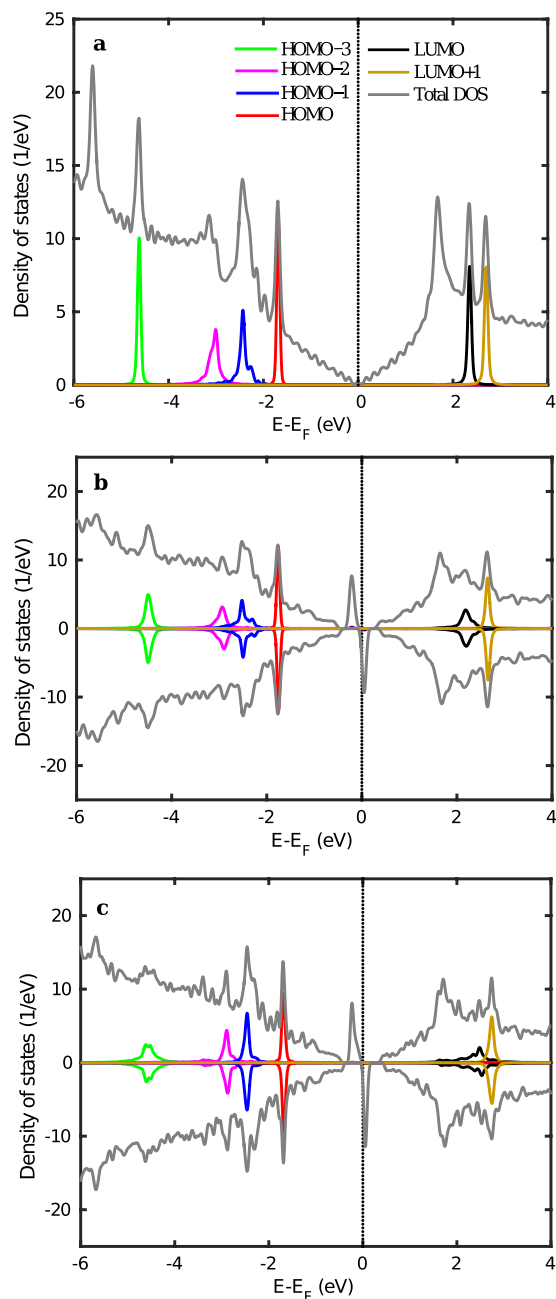 a
HOMO−3
HOMO−2
HOMO−1
HOMO
LUMO
LUMO+1
Total DOS
25
20
15
10
5
0
Density of states (1/eV)
-6 -4 -2 0 2 4
E-E_F (eV)
b
20
10
0
-10
-20
Density of states (1/eV)
-6 -4 -2 0 2 4
E-E_F (eV)
c
20
10
0
-10
-20
Density of states (1/eV)
-6 -4 -2 0 2 4
E-E_F (eV)